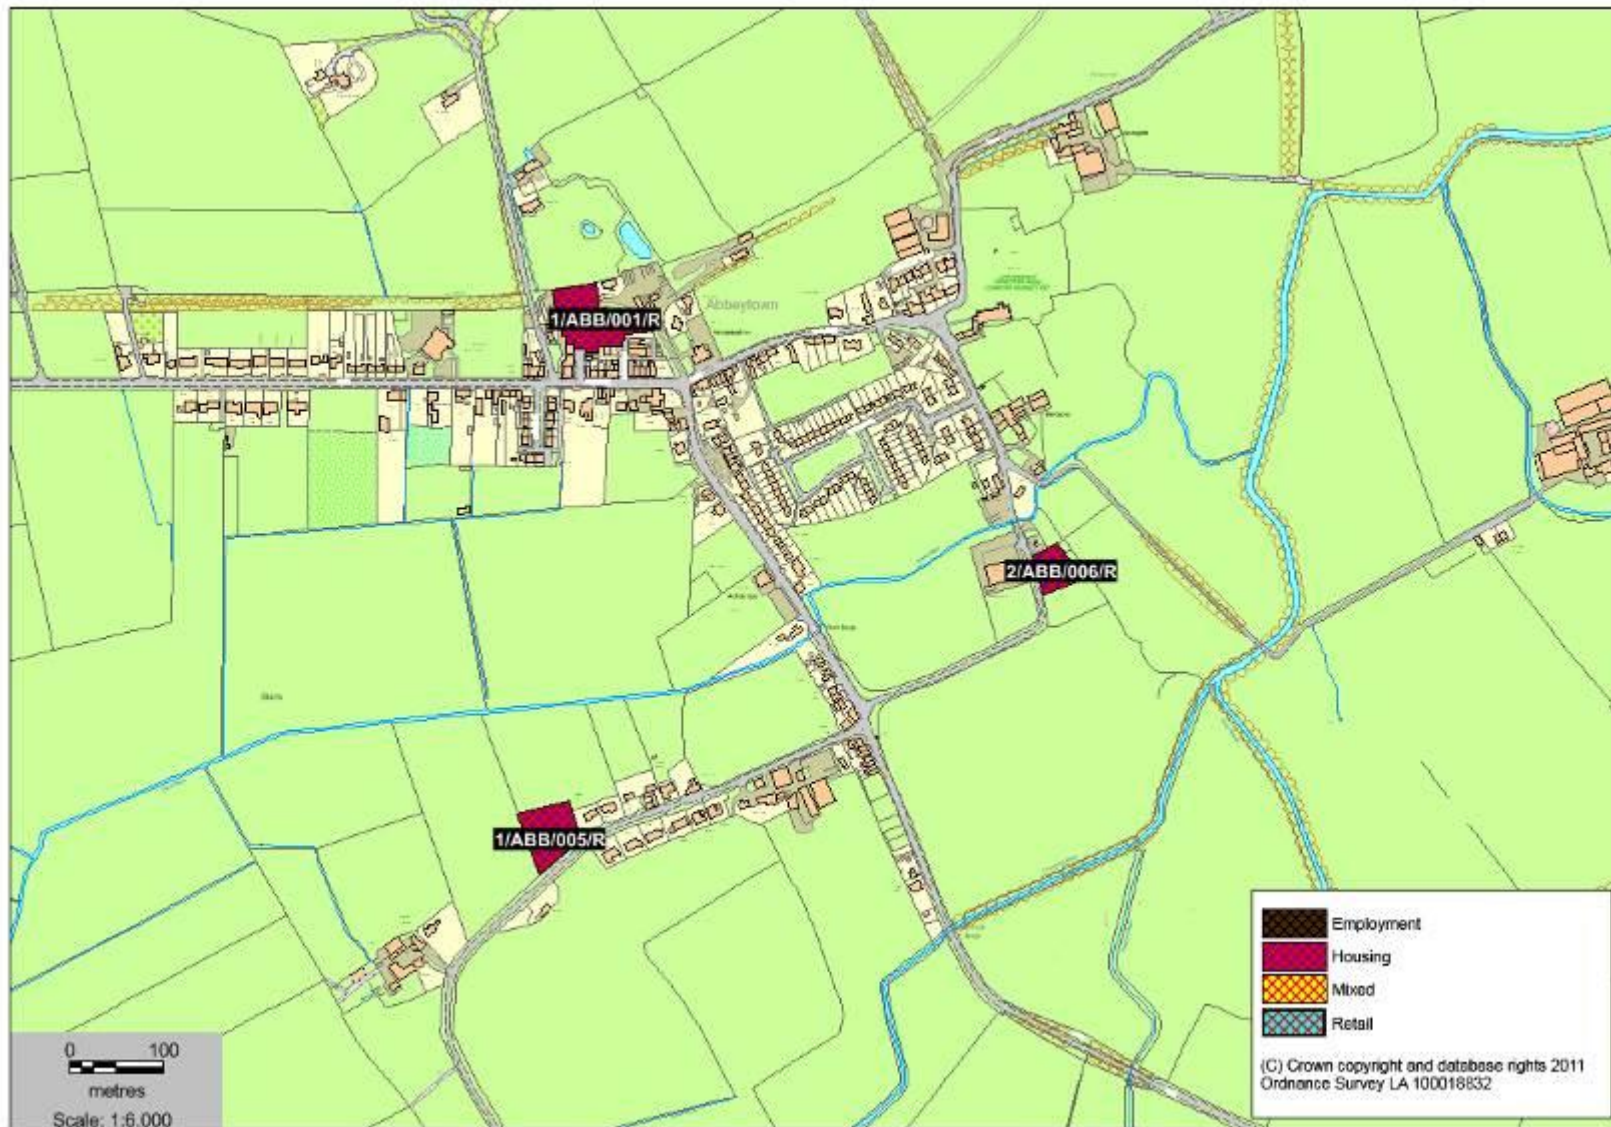 Abbeytown
1/ABB/001/R
2/ABB/006/R
1/ABB/005/R
Employment
Housing
Mixed
Retail
(C) Crown copyright and database rights 2011
Ordnance Survey LA 100018832
0 100
metres
Scale: 1:6,000